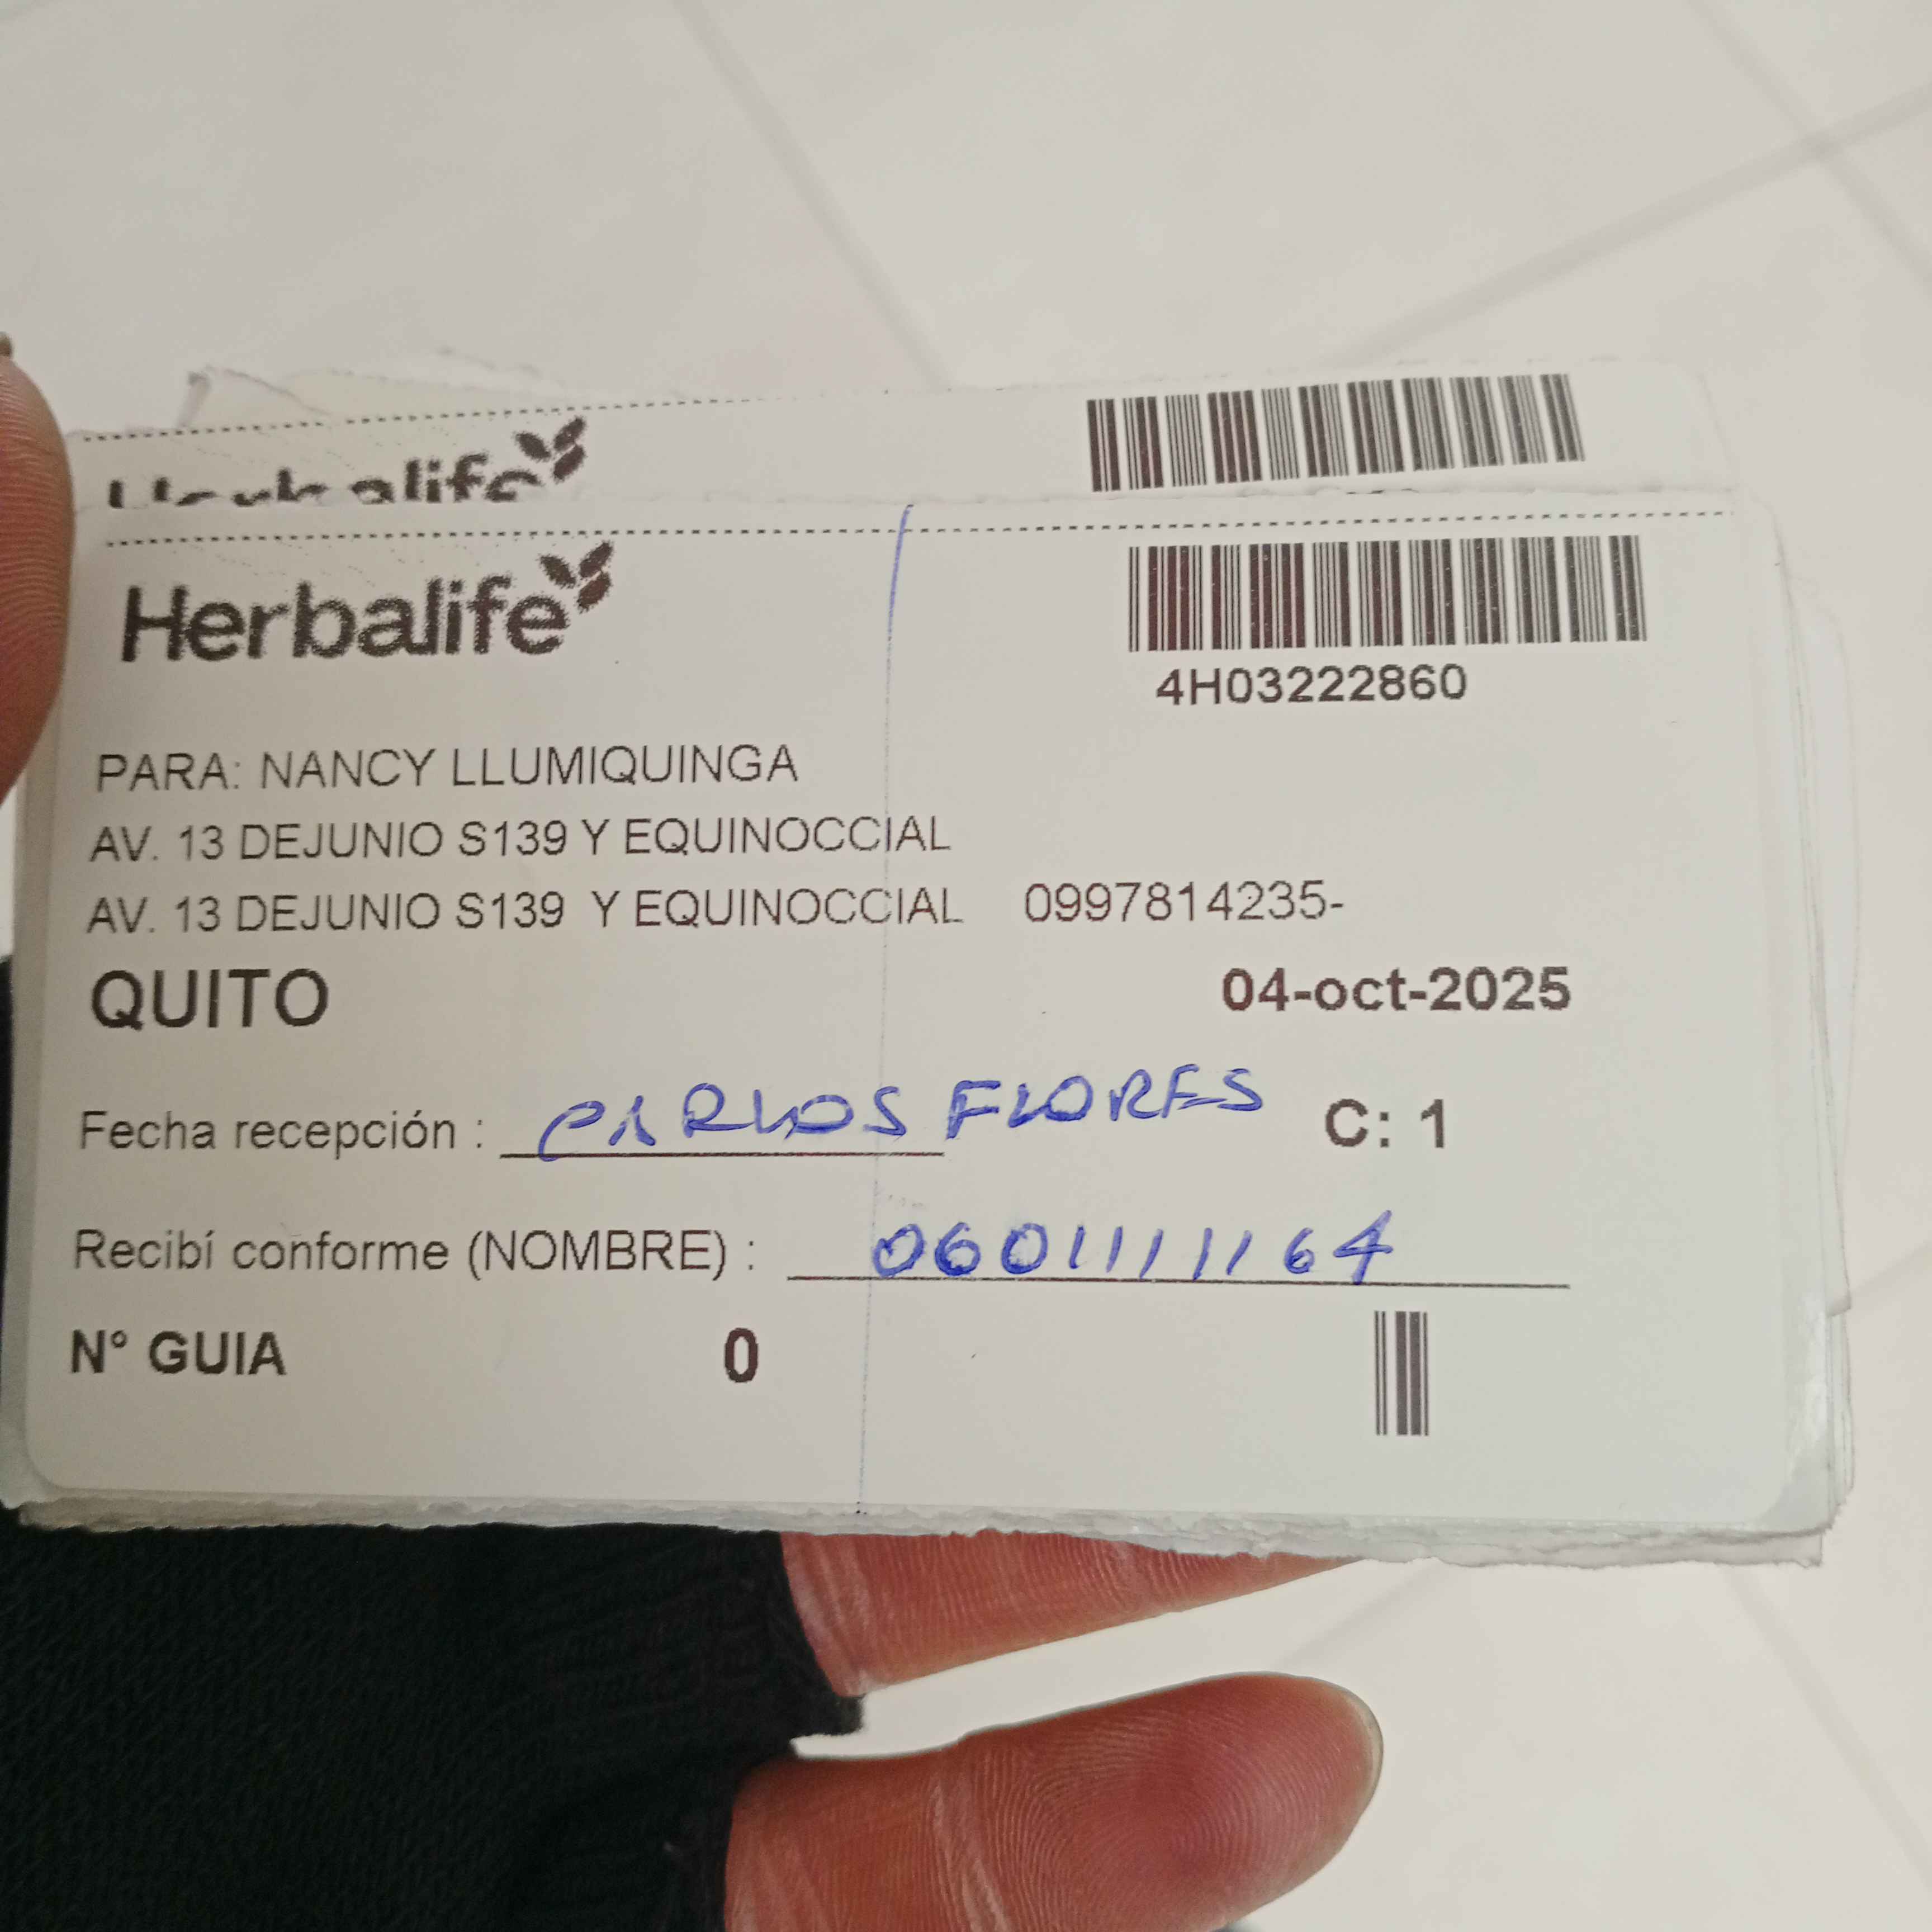 Herbalife
Herbalife
4H03222860
PARA: NANCY LLUMIQUINGA
AV. 13 DEJUNIO S139 Y EQUINOCCIAL
AV. 13 DEJUNIO S139 Y EQUINOCCIAL 0997814235-
QUITO 04-oct-2025
Fecha recepción : CARLOS FLORES C: 1
Recibí conforme (NOMBRE) : 0601111164
N° GUIA 0